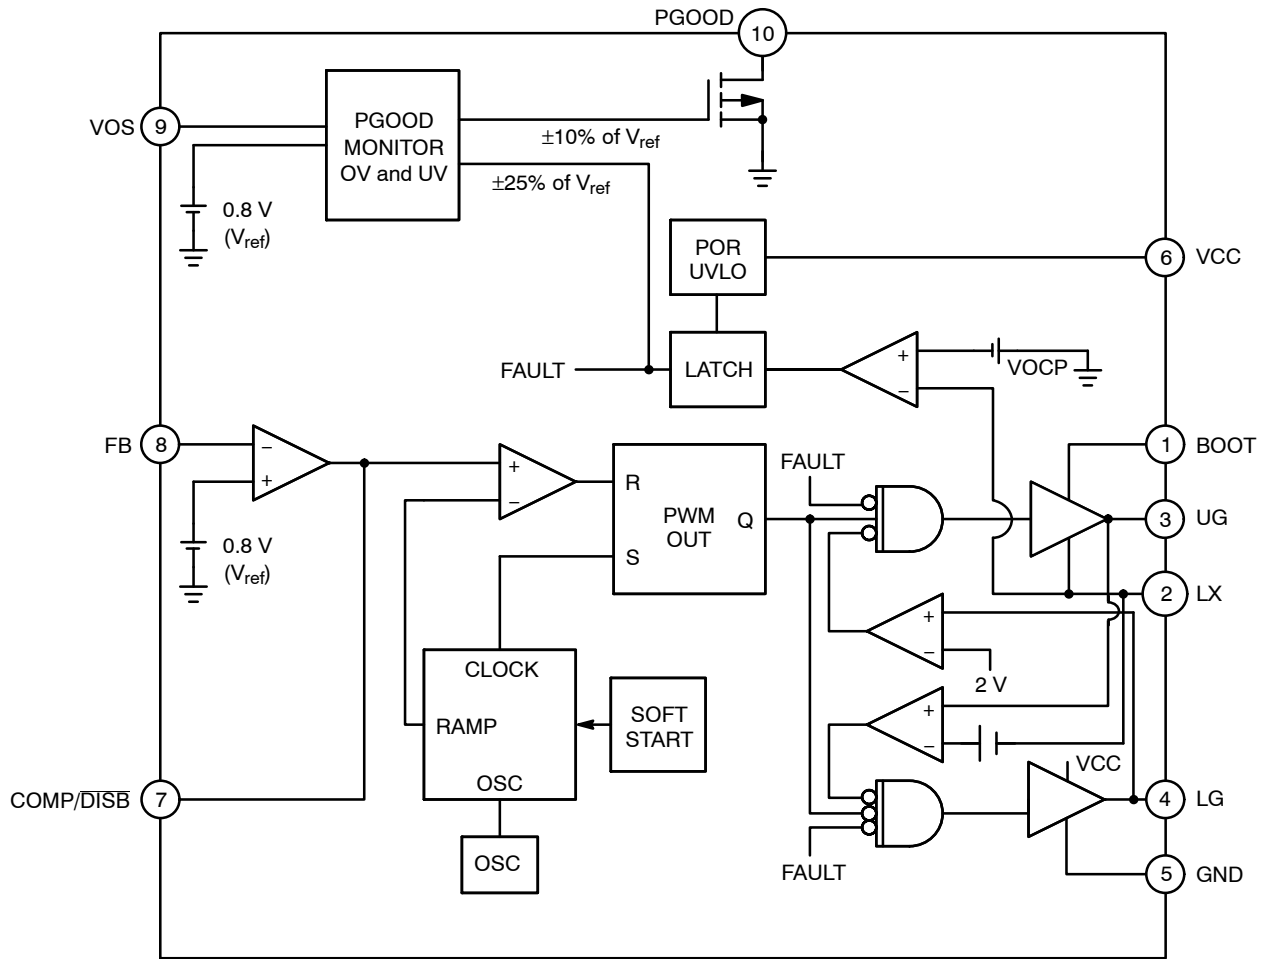 PGOOD
10
VOS
9
PGOOD
MONITOR
OV and UV
±10% of Vref
±25% of Vref
0.8 V
(Vref)
POR
UVLO
6
VCC
FAULT
LATCH
+
−
VOCP
FB
8
−
+
0.8 V
(Vref)
+
−
R
S
PWM
OUT
Q
FAULT
1
BOOT
3
UG
2
LX
+
−
2 V
CLOCK
RAMP
OSC
SOFT
START
+
−
VCC
COMP/DISB
7
4
LG
OSC
FAULT
5
GND